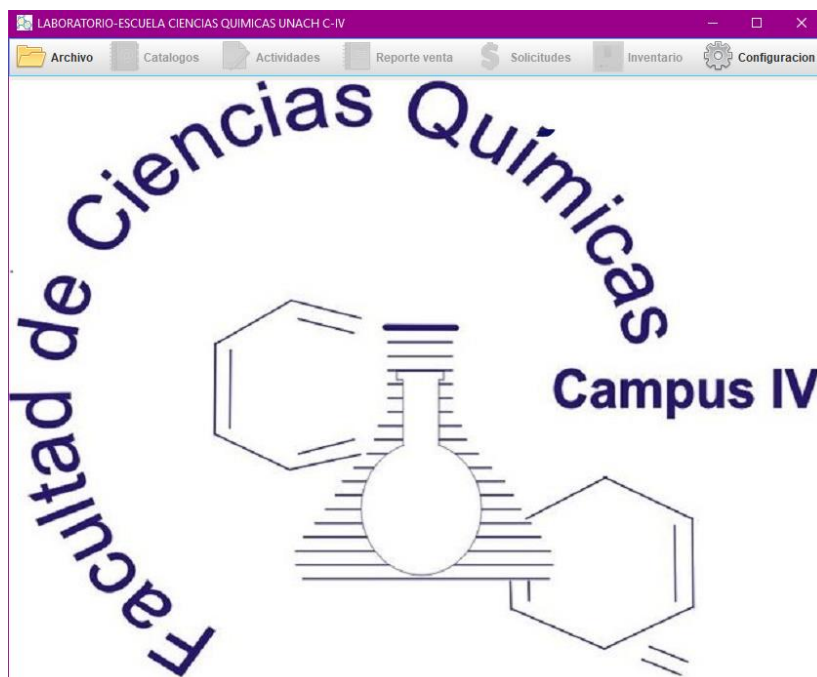 LABORATORIO-ESCUELA CIENCIAS QUIMICAS UNACH C-IV
Archivo Catalogos Actividades Reporte venta Solicitudes Inventario Configuracion
Facultad de Ciencias Químicas
Campus IV